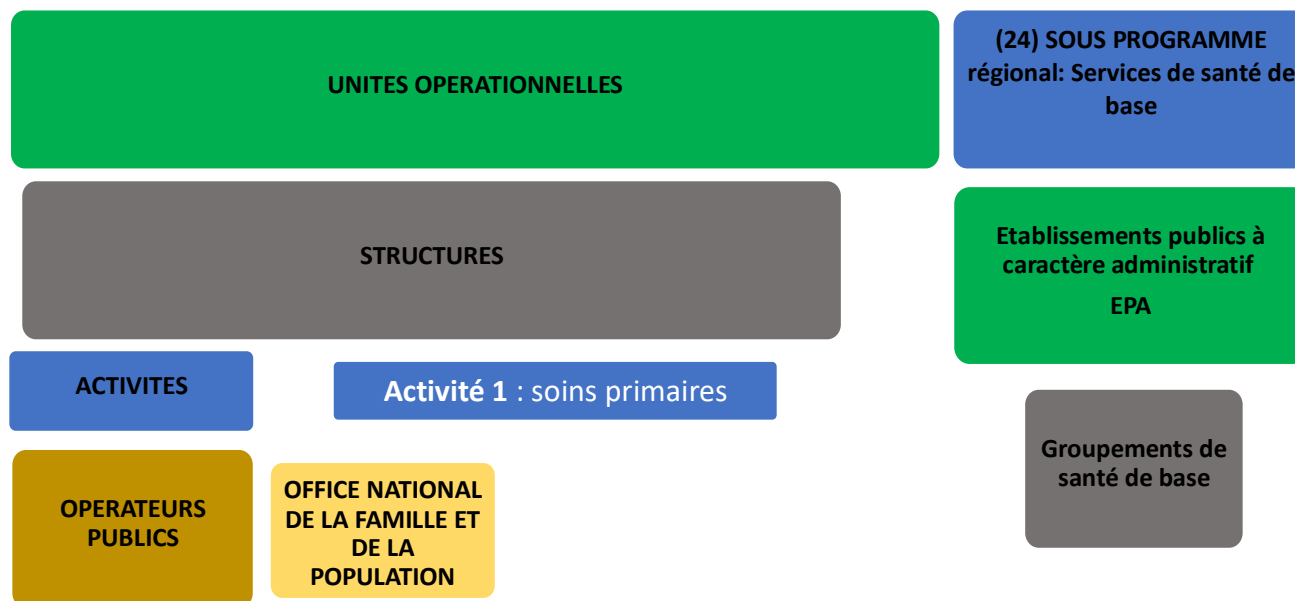 UNITES OPERATIONNELLES
(24) SOUS PROGRAMME
régional: Services de santé de
base
STRUCTURES
Etablissements publics à
caractère administratif
EPA
ACTIVITES
Activité 1 : soins primaires
Groupements de
santé de base
OPERATEURS
PUBLICS
OFFICE NATIONAL
DE LA FAMILLE ET
DE LA
POPULATION